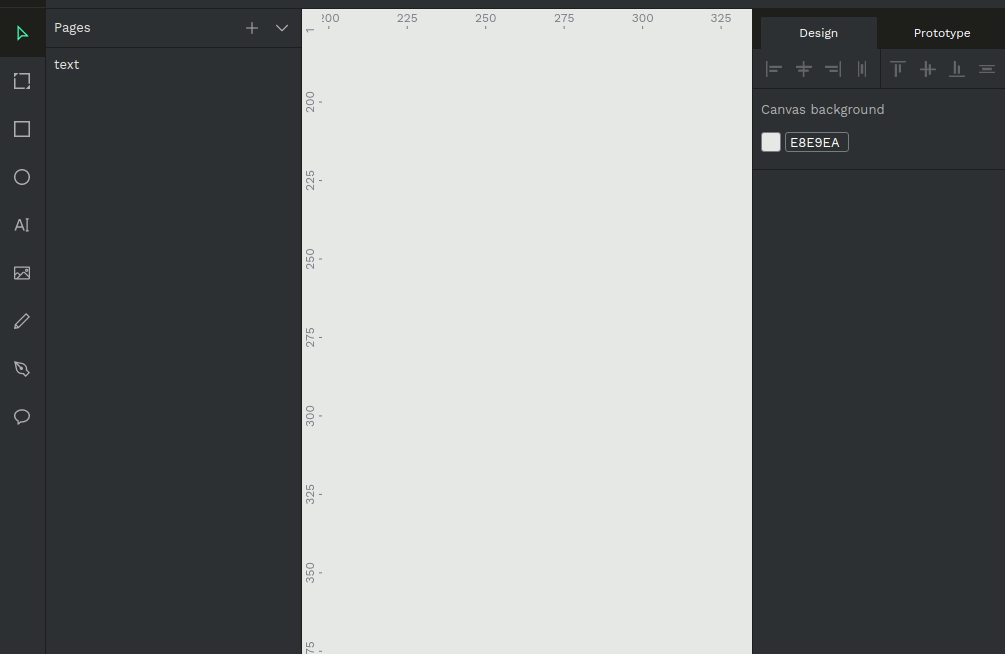 Pages
text
200 225 250 275 300 325
200
225
250
275
300
325
350
Design
Prototype
Canvas background
E8E9EA